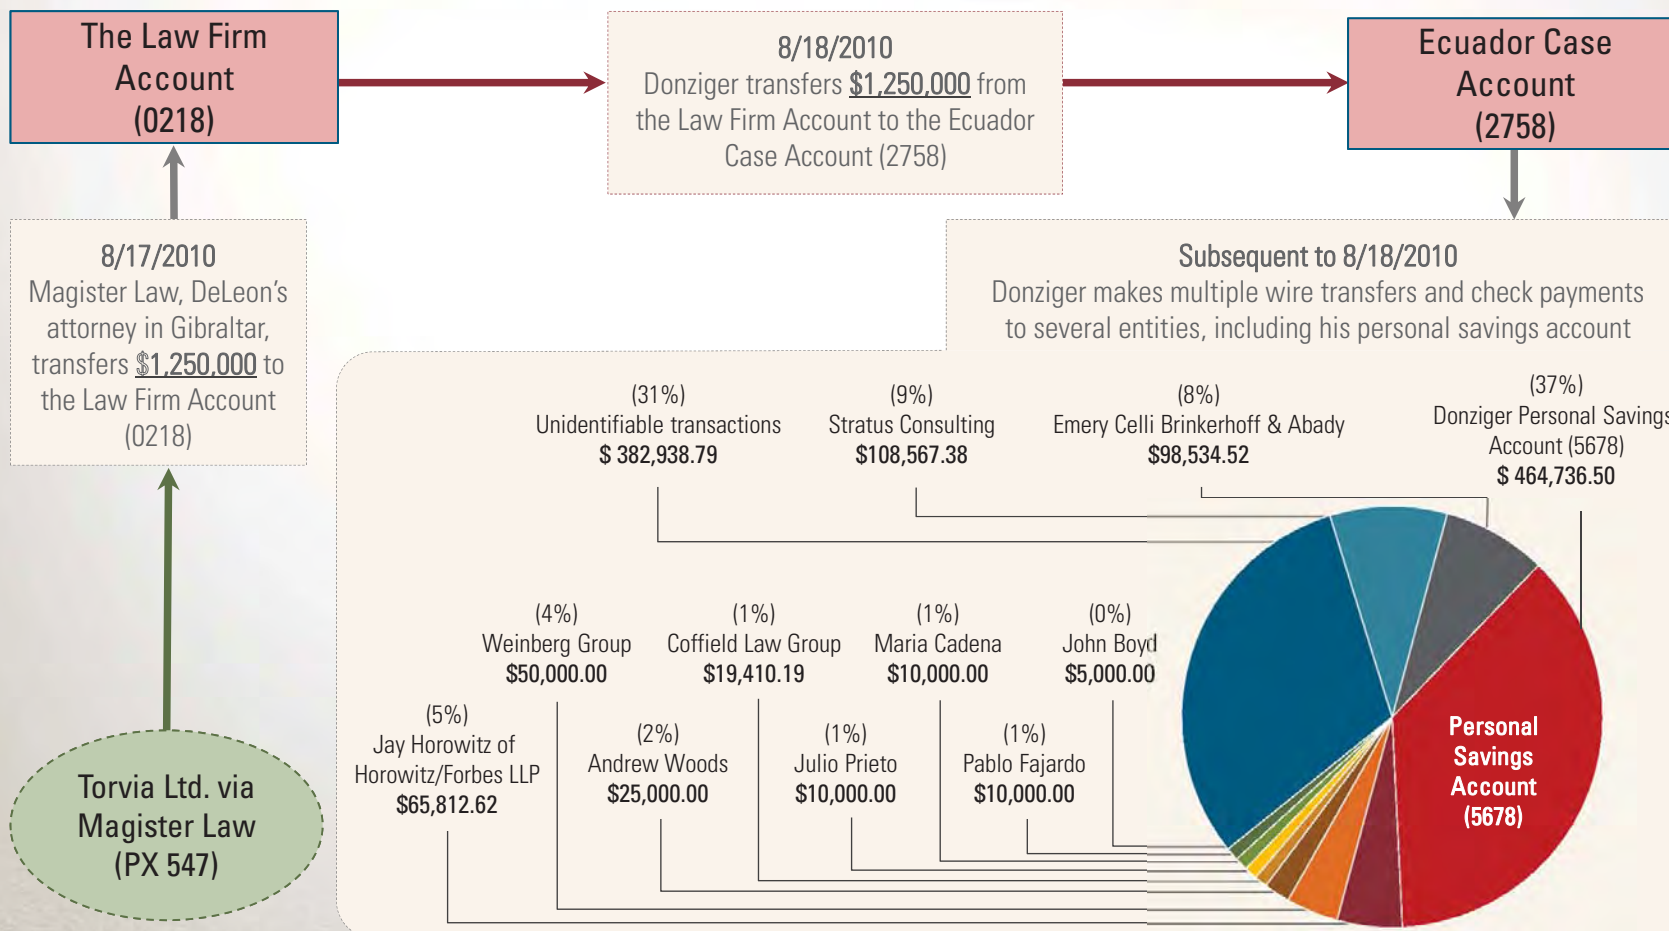 The Law Firm
Account
(0218)
8/18/2010
Donziger transfers $1,250,000 from
the Law Firm Account to the Ecuador
Case Account (2758)
Ecuador Case
Account
(2758)
8/17/2010
Magister Law, DeLeon's
attorney in Gibraltar,
transfers $1,250,000 to
the Law Firm Account
(0218)
Subsequent to 8/18/2010
Donziger makes multiple wire transfers and check payments
to several entities, including his personal savings account
(31%)
Unidentifiable transactions
$ 382,938.79
(9%)
Stratus Consulting
$108,567.38
(8%)
Emery Celli Brinkerhoff & Abady
$98,534.52
(37%)
Donziger Personal Savings
Account (5678)
$ 464,736.50
(4%)
Weinberg Group
$50,000.00
(1%)
Coffield Law Group
$19,410.19
(1%)
Maria Cadena
$10,000.00
(0%)
John Boyd
$5,000.00
(5%)
Jay Horowitz of
Horowitz/Forbes LLP
$65,812.62
(2%)
Andrew Woods
$25,000.00
(1%)
Julio Prieto
$10,000.00
(1%)
Pablo Fajardo
$10,000.00
Personal
Savings
Account
(5678)
Torvia Ltd. via
Magister Law
(PX 547)